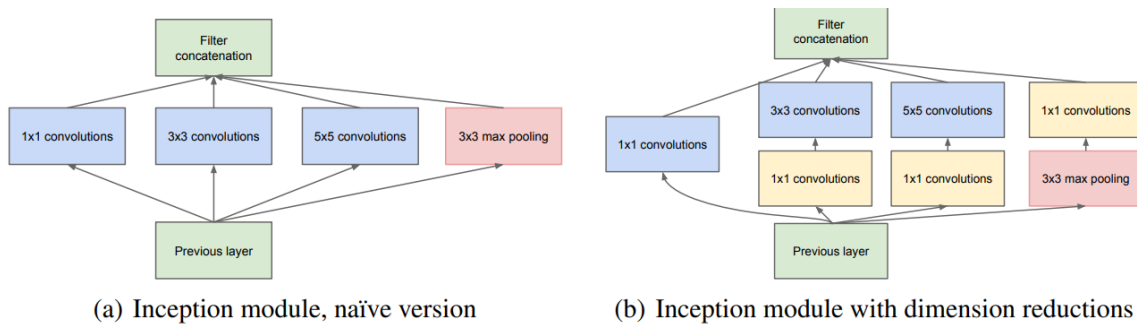 Filter
concatenation
1x1 convolutions
3x3 convolutions
5x5 convolutions
3x3 max pooling
Previous layer
(a) Inception module, naïve version
Filter
concatenation
3x3 convolutions
5x5 convolutions
1x1 convolutions
1x1 convolutions
1x1 convolutions
1x1 convolutions
3x3 max pooling
Previous layer
(b) Inception module with dimension reductions